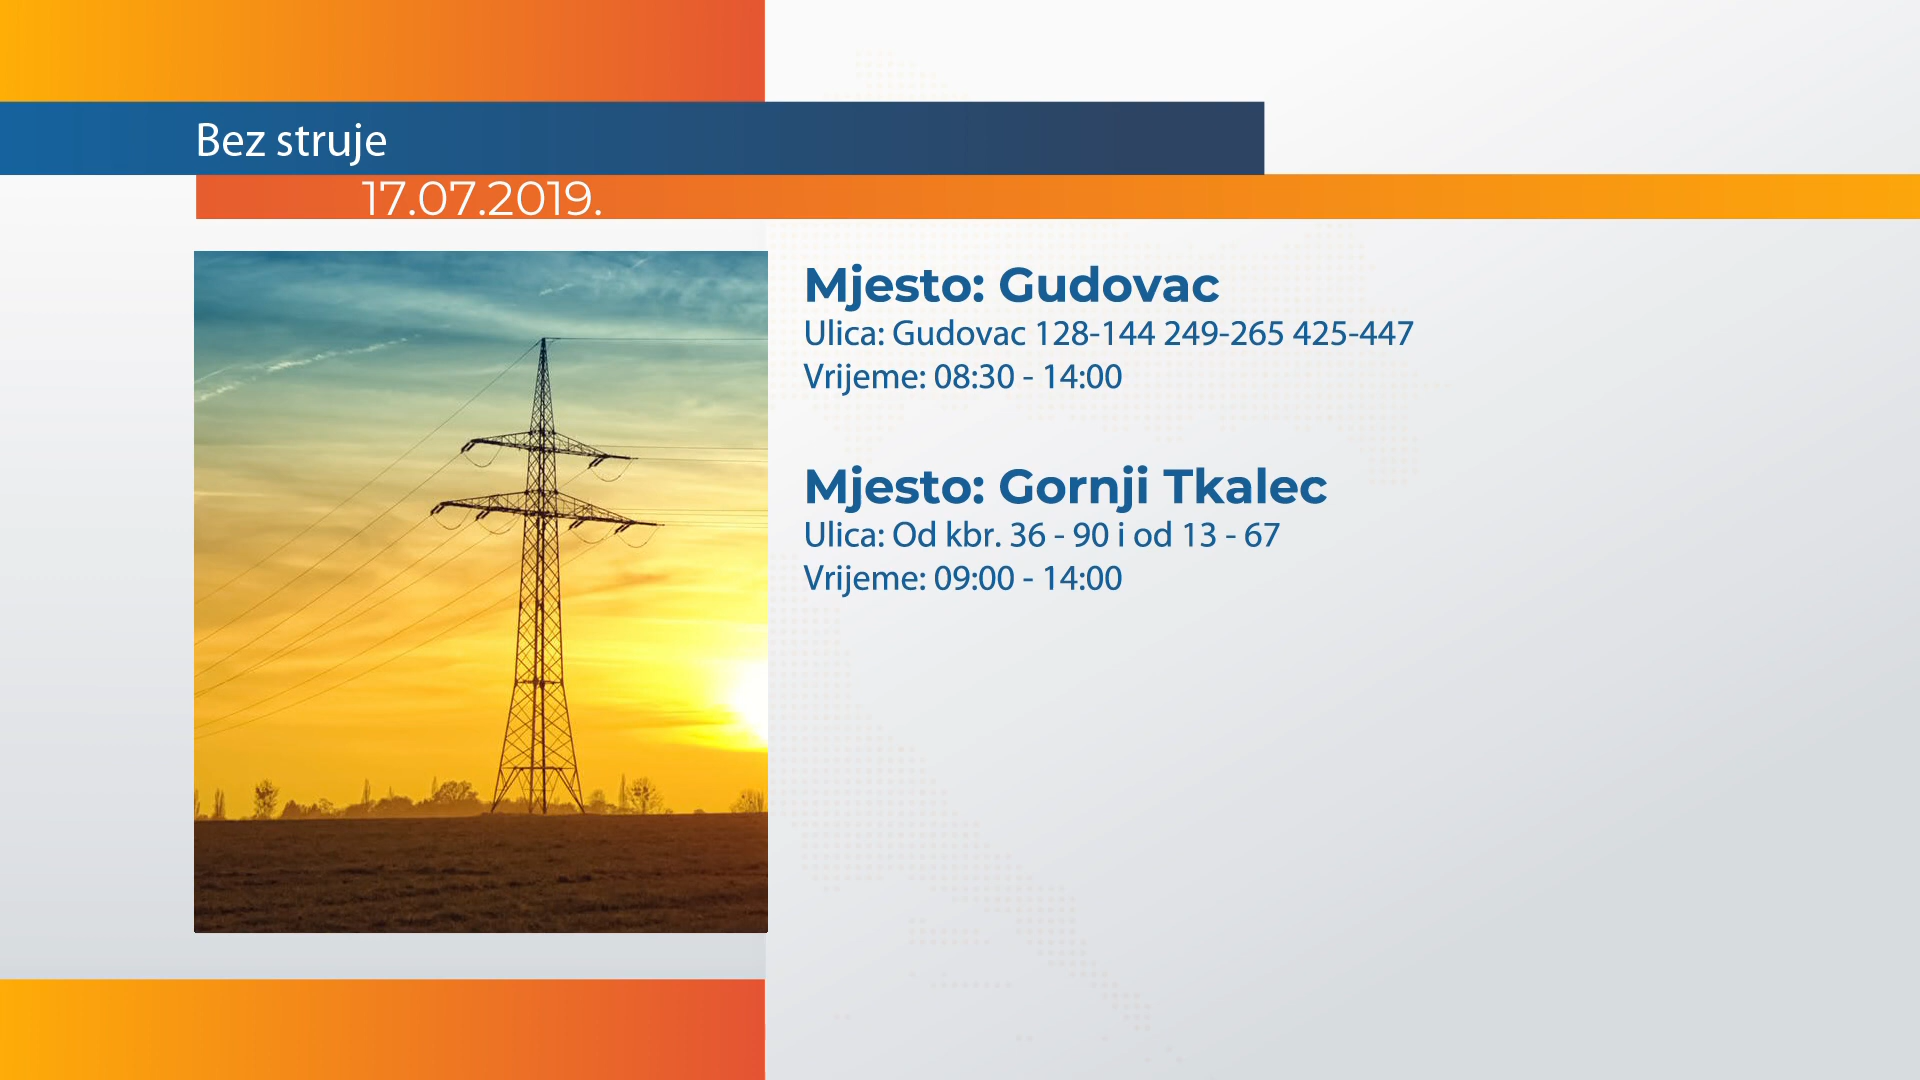 Bez struje
17.07.2019.
Mjesto: Gudovac
Ulica: Gudovac 128-144 249-265 425-447
Vrijeme: 08:30 - 14:00
Mjesto: Gornji Tkalec
Ulica: Od kbr. 36 - 90 i od 13 - 67
Vrijeme: 09:00 - 14:00